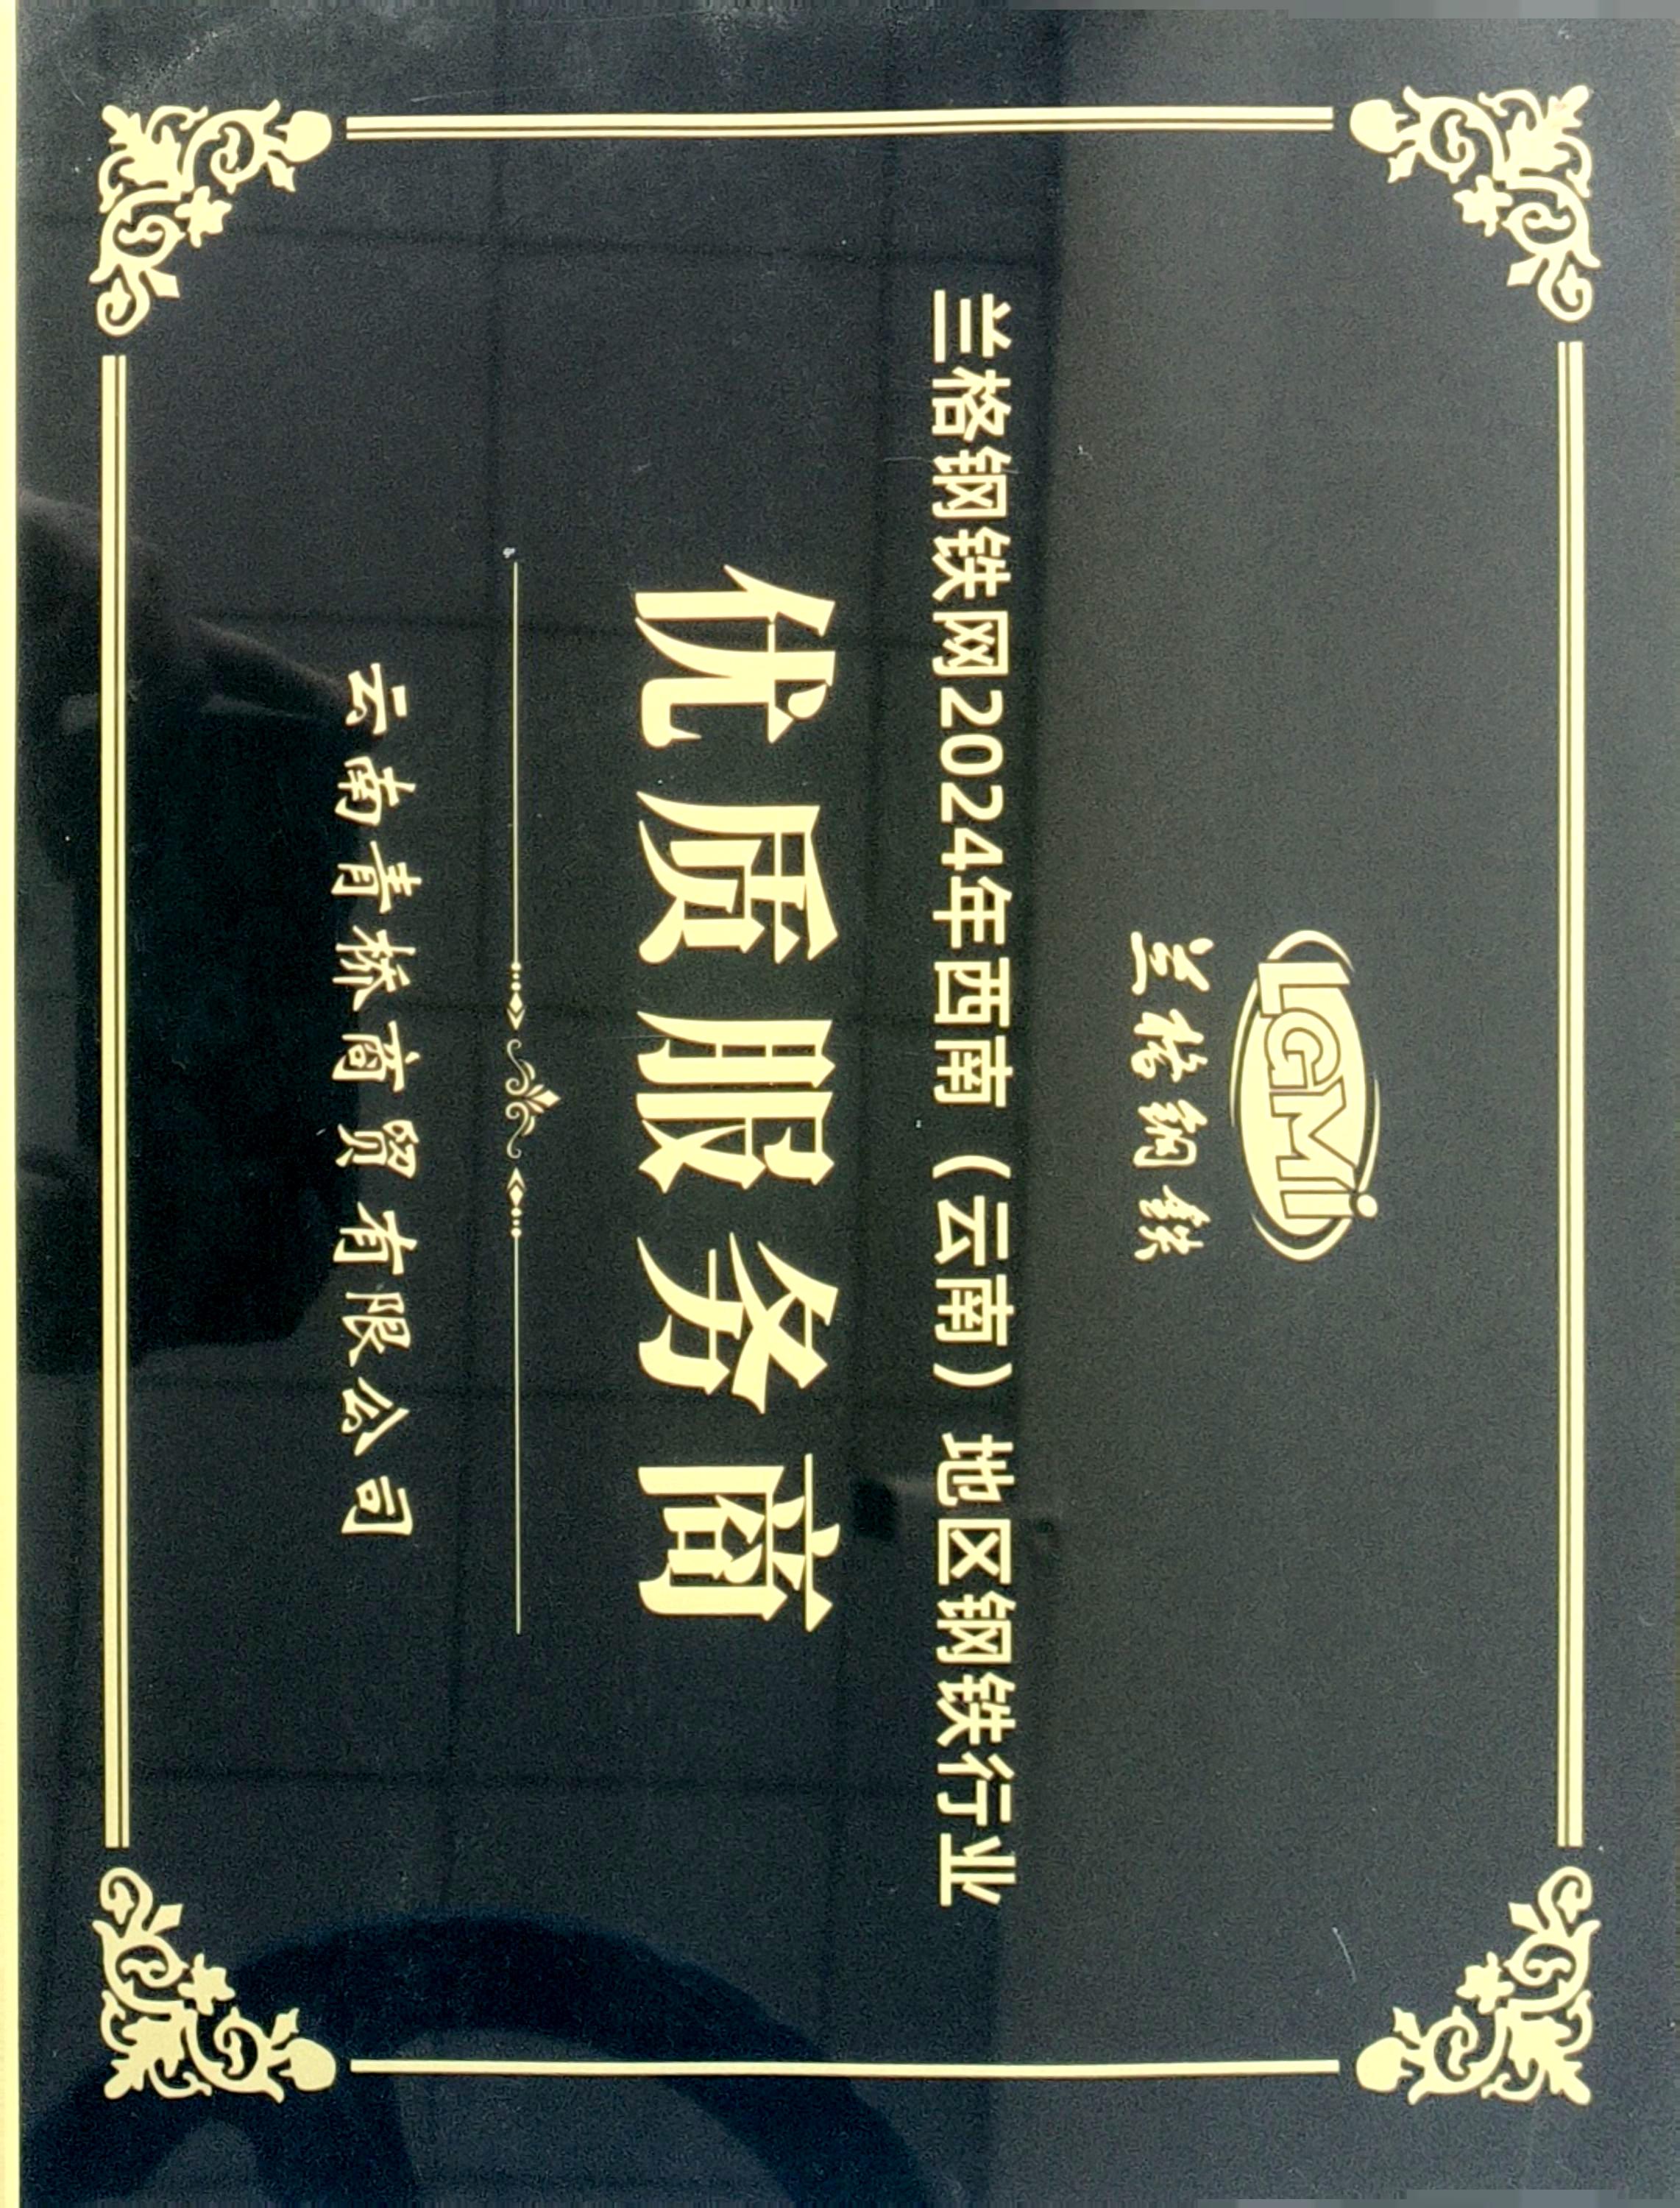 LGMi
兰格钢铁
兰格钢铁网2024年西南（云南）地区钢铁行业
优质服务商
云南青标商贸有限公司